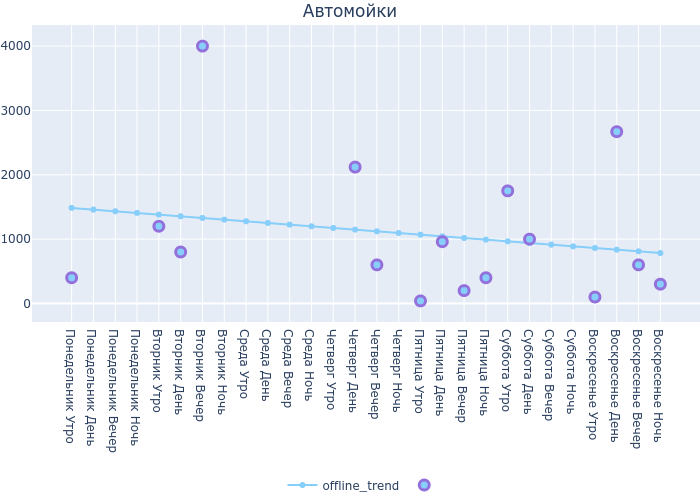 Автомойки
4000
3000
2000
1000
0
Понедельник Утро
Понедельник День
Понедельник Вечер
Понедельник Ночь
Вторник Утро
Вторник День
Вторник Вечер
Вторник Ночь
Среда Утро
Среда День
Среда Вечер
Среда Ночь
Четверг Утро
Четверг День
Четверг Вечер
Четверг Ночь
Пятница Утро
Пятница День
Пятница Вечер
Пятница Ночь
Суббота Утро
Суббота День
Суббота Вечер
Суббота Ночь
Воскресенье Утро
Воскресенье День
Воскресенье Вечер
Воскресенье Ночь
offline_trend